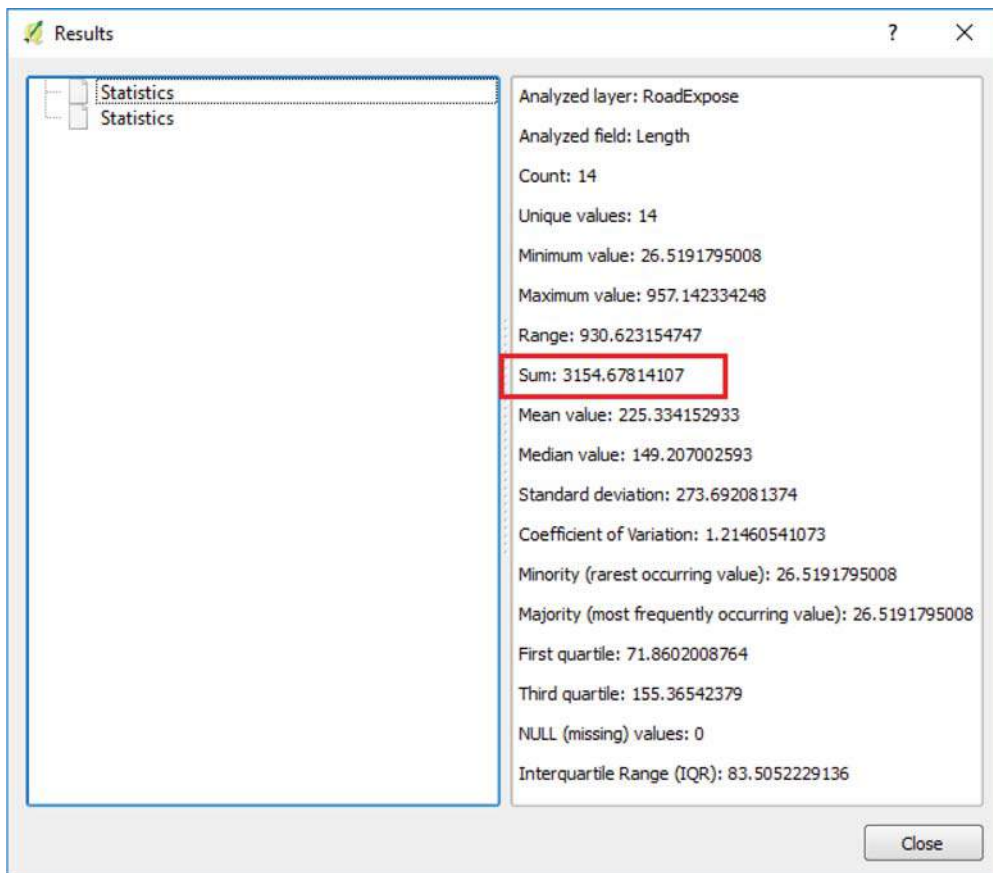 Results
?
Statistics
Statistics
Analyzed layer: RoadExpose
Analyzed field: Length
Count: 14
Unique values: 14
Minimum value: 26.5191795008
Maximum value: 957.142334248
Range: 930.623154747
Sum: 3154.67814107
Mean value: 225.334152933
Median value: 149.207002593
Standard deviation: 273.692081374
Coefficient of Variation: 1.21460541073
Minority (rarest occurring value): 26.5191795008
Majority (most frequently occurring value): 26.5191795008
First quartile: 71.8602008764
Third quartile: 155.36542379
NULL (missing) values: 0
Interquartile Range (IQR): 83.5052229136
Close